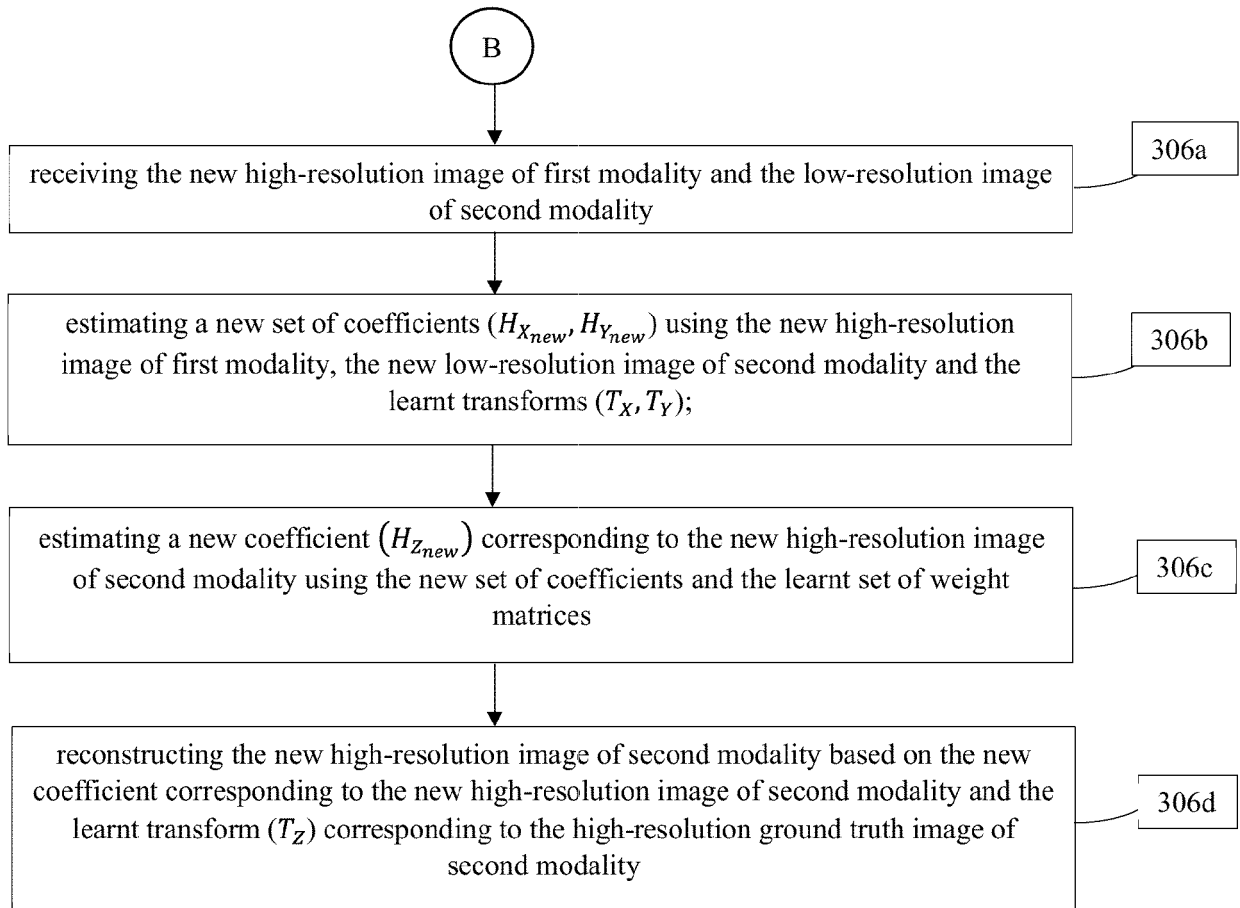 B
306a
receiving the new high-resolution image of first modality and the low-resolution image
of second modality
306b
estimating a new set of coefficients (H_{X_{new}}, H_{Y_{new}}) using the new high-resolution
image of first modality, the new low-resolution image of second modality and the
learnt transforms (T_X, T_Y);
306c
estimating a new coefficient (H_{Z_{new}}) corresponding to the new high-resolution image
of second modality using the new set of coefficients and the learnt set of weight
matrices
306d
reconstructing the new high-resolution image of second modality based on the new
coefficient corresponding to the new high-resolution image of second modality and the
learnt transform (T_Z) corresponding to the high-resolution ground truth image of
second modality